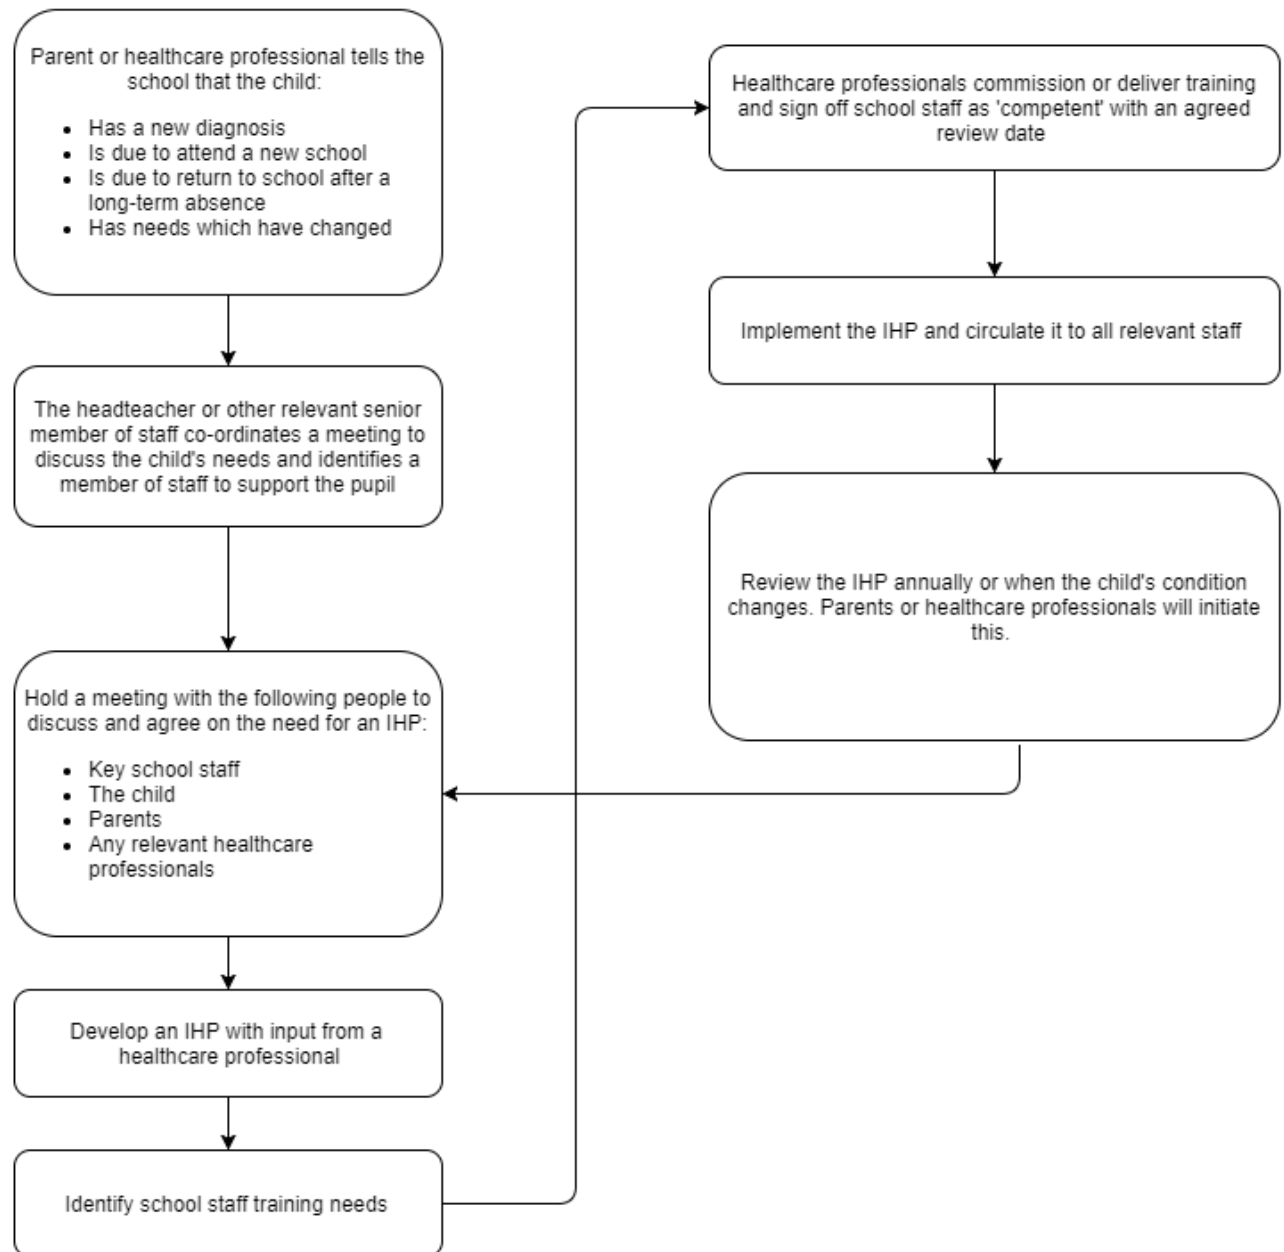 Parent or healthcare professional tells the
school that the child:
• Has a new diagnosis
• Is due to attend a new school
• Is due to return to school after a
long-term absence
• Has needs which have changed
The headteacher or other relevant senior
member of staff co-ordinates a meeting to
discuss the child's needs and identifies a
member of staff to support the pupil
Hold a meeting with the following people to
discuss and agree on the need for an IHP:
• Key school staff
• The child
• Parents
• Any relevant healthcare
professionals
Develop an IHP with input from a
healthcare professional
Identify school staff training needs
Healthcare professionals commission or deliver training
and sign off school staff as 'competent' with an agreed
review date
Implement the IHP and circulate it to all relevant staff
Review the IHP annually or when the child's condition
changes. Parents or healthcare professionals will initiate
this.